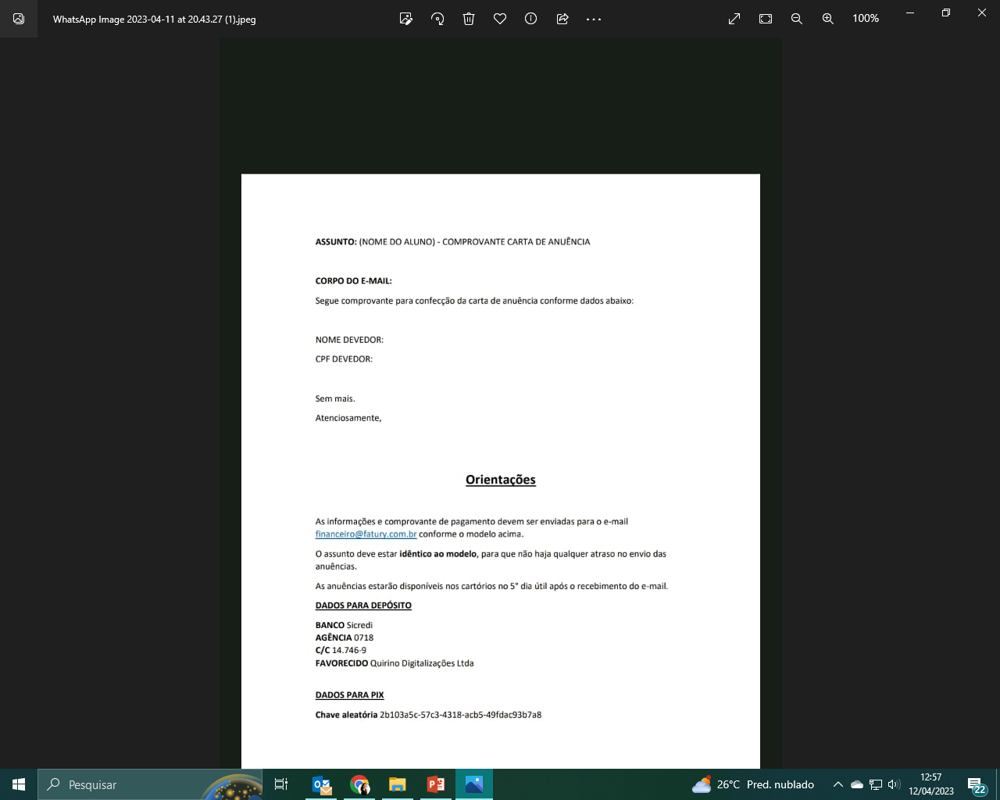 WhatsApp Image 2023-04-11 at 20.43.27 (1).jpeg
100%
ASSUNTO: (NOME DO ALUNO) - COMPROVANTE CARTA DE ANUÊNCIA
CORPO DO E-MAIL:
Segue comprovante para confecção da carta de anuência conforme dados abaixo:
NOME DEVEDOR:
CPF DEVEDOR:
Sem mais.
Atenciosamente,
Orientações
As informações e comprovante de pagamento devem ser enviadas para o e-mail
financeiro@fatury.com.br conforme o modelo acima.
O assunto deve estar idêntico ao modelo, para que não haja qualquer atraso no envio das
anuências.
As anuências estarão disponíveis nos cartórios no 5° dia útil após o recebimento do e-mail.
DADOS PARA DEPÓSITO
BANCO Sicredi
AGÊNCIA 0718
C/C 14.746-9
FAVORECIDO Quirino Digitalizações Ltda
DADOS PARA PIX
Chave aleatória 2b103a5c-57c3-4318-acb5-49fdac93b7a8
Pesquisar
26°C Pred. nublado
12:57
12/04/2023
22